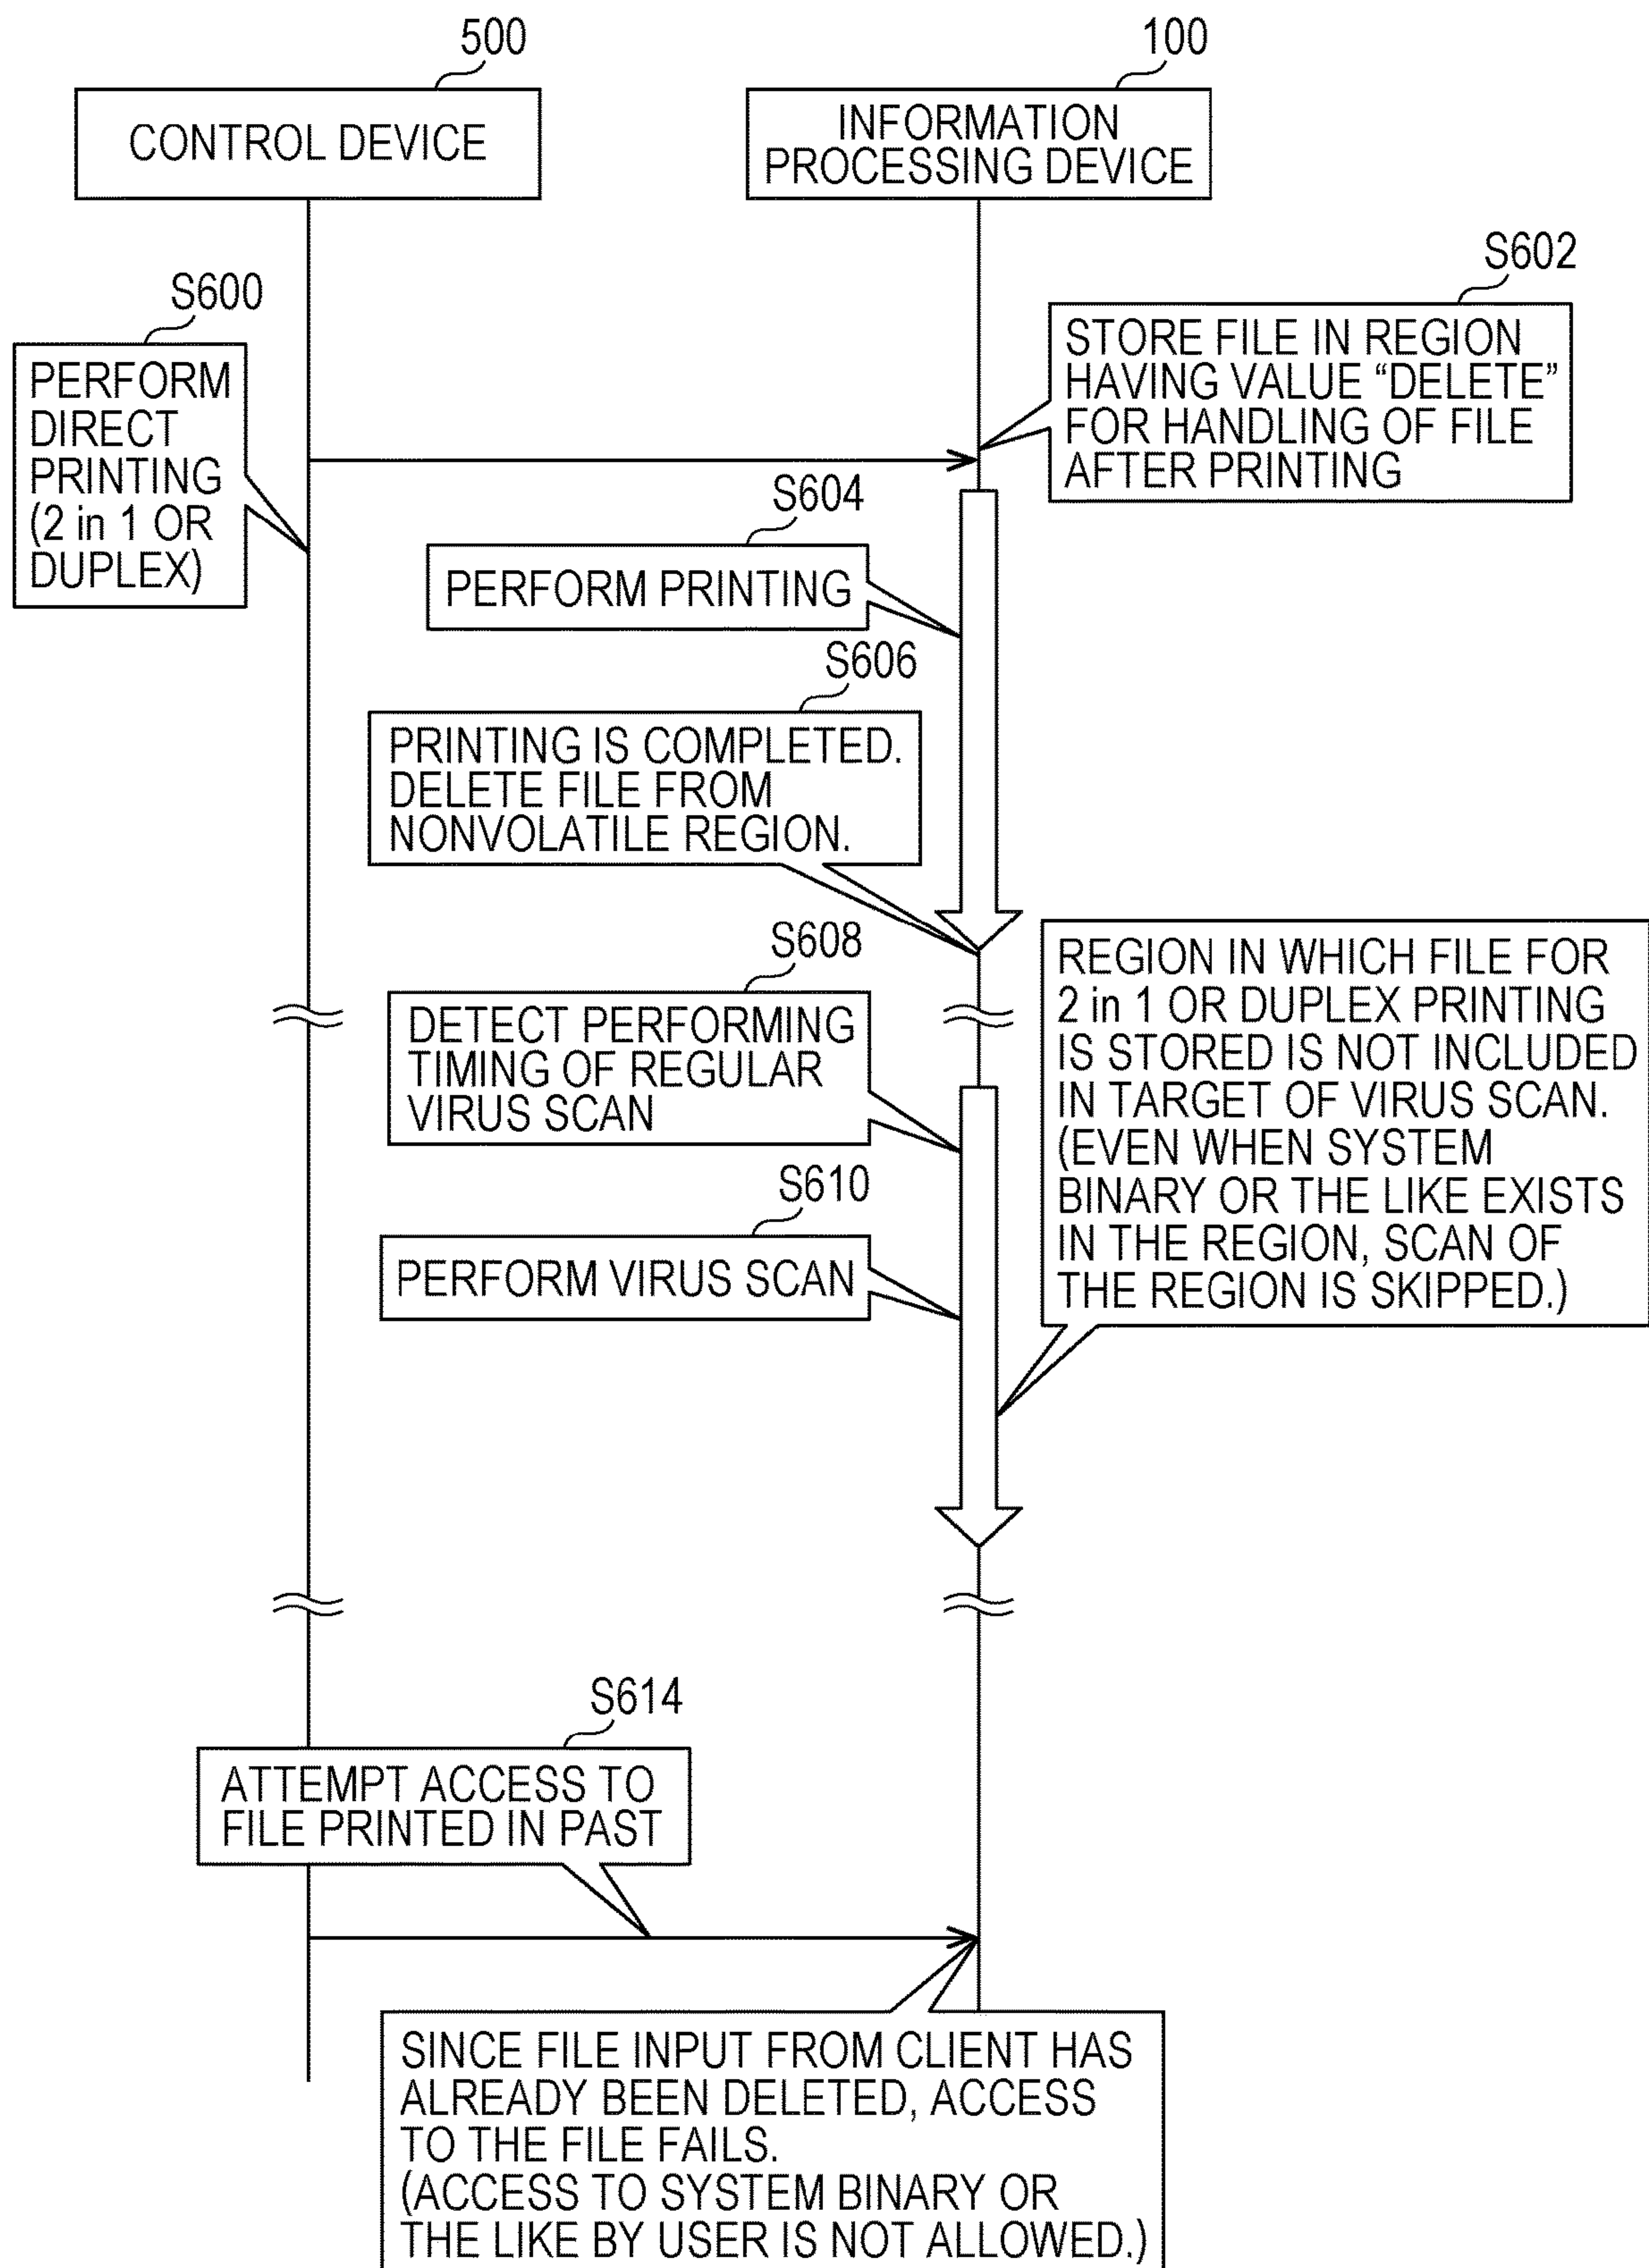 500
100
CONTROL DEVICE
INFORMATION
PROCESSING DEVICE
S600
PERFORM
DIRECT
PRINTING
(2 in 1 OR
DUPLEX)
S602
STORE FILE IN REGION
HAVING VALUE “DELETE”
FOR HANDLING OF FILE
AFTER PRINTING
S604
PERFORM PRINTING
S606
PRINTING IS COMPLETED.
DELETE FILE FROM
NONVOLATILE REGION.
S608
DETECT PERFORMING
TIMING OF REGULAR
VIRUS SCAN
S610
PERFORM VIRUS SCAN
REGION IN WHICH FILE FOR
2 in 1 OR DUPLEX PRINTING
IS STORED IS NOT INCLUDED
IN TARGET OF VIRUS SCAN.
(EVEN WHEN SYSTEM
BINARY OR THE LIKE EXISTS
IN THE REGION, SCAN OF
THE REGION IS SKIPPED.)
S614
ATTEMPT ACCESS TO
FILE PRINTED IN PAST
SINCE FILE INPUT FROM CLIENT HAS
ALREADY BEEN DELETED, ACCESS
TO THE FILE FAILS.
(ACCESS TO SYSTEM BINARY OR
THE LIKE BY USER IS NOT ALLOWED.)